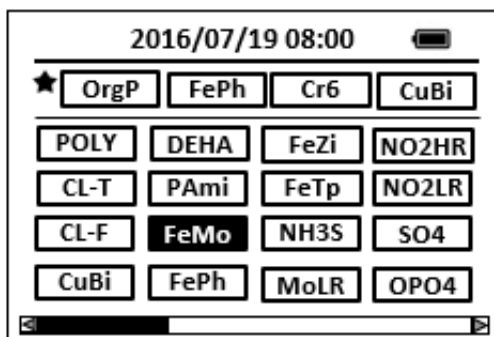 2016/07/19 08:00
OrgP FePh Cr6 CuBi
POLY DEHA FeZi NO2HR
CL-T PAmi FeTp NO2LR
CL-F FeMo NH3S SO4
CuBi FePh MoLR OPO4